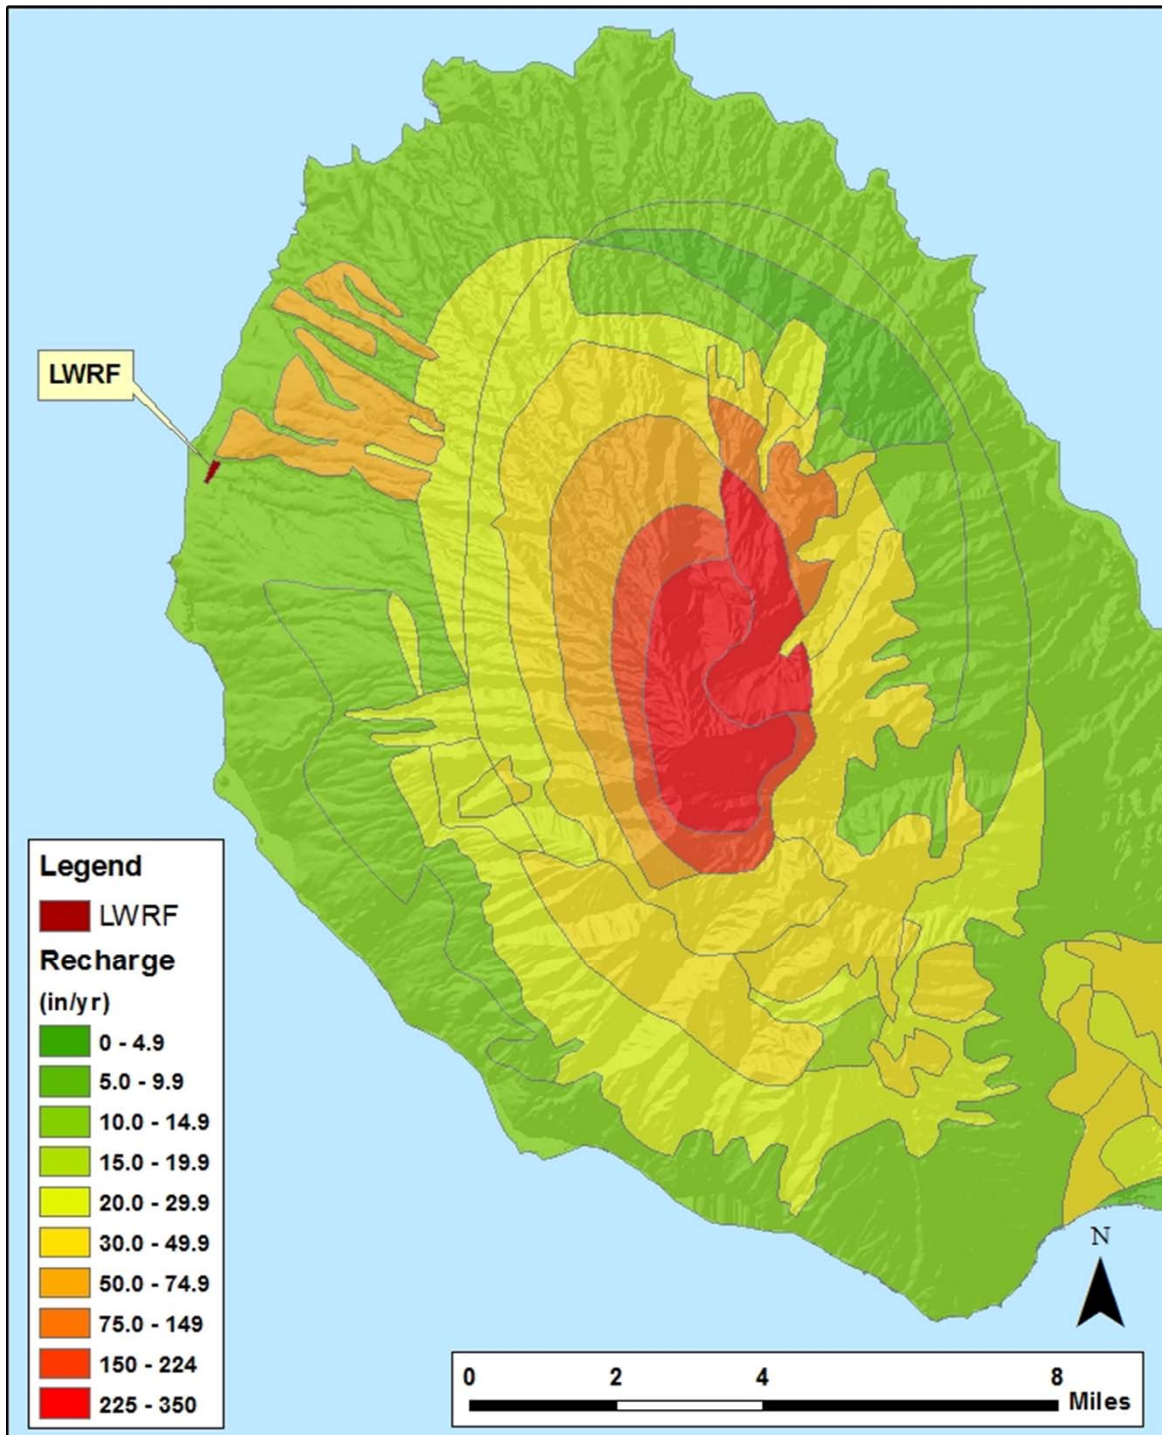 LWRF
Legend
LWRF
Recharge
(in/yr)
0 - 4.9
5.0 - 9.9
10.0 - 14.9
15.0 - 19.9
20.0 - 29.9
30.0 - 49.9
50.0 - 74.9
75.0 - 149
150 - 224
225 - 350
N
0 2 4 8
Miles